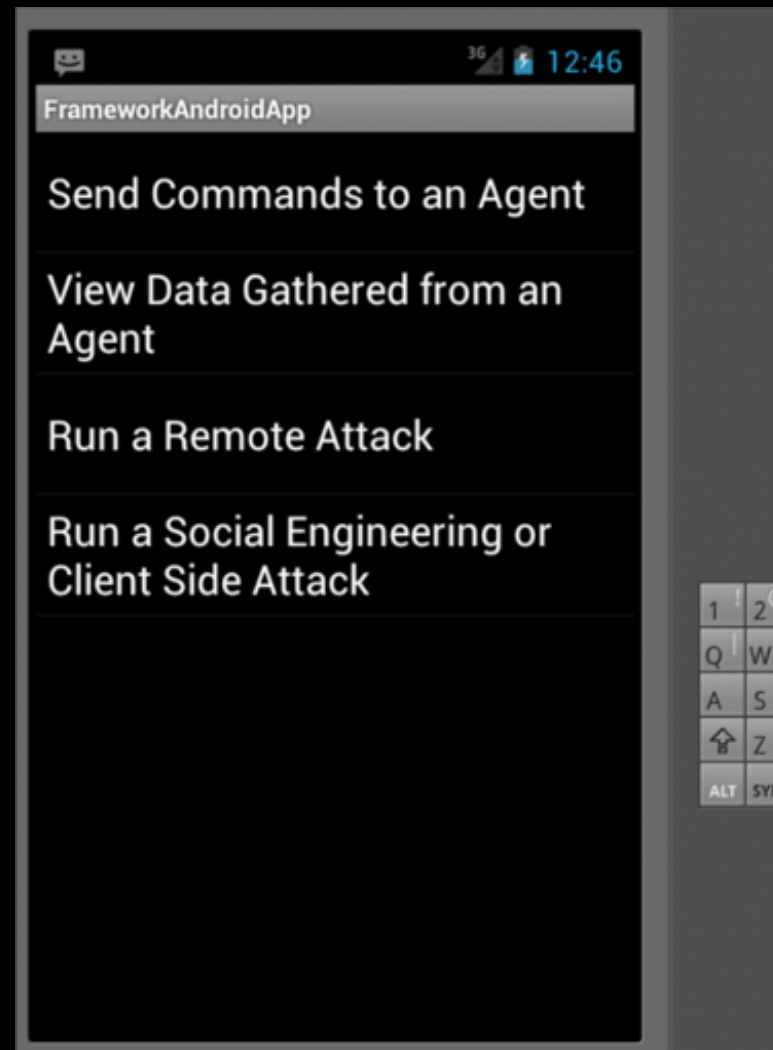 3G 12:46
FrameworkAndroidApp
Send Commands to an Agent
View Data Gathered from an
Agent
Run a Remote Attack
Run a Social Engineering or
Client Side Attack
1 ! 2
Q | W
A S
Z
ALT